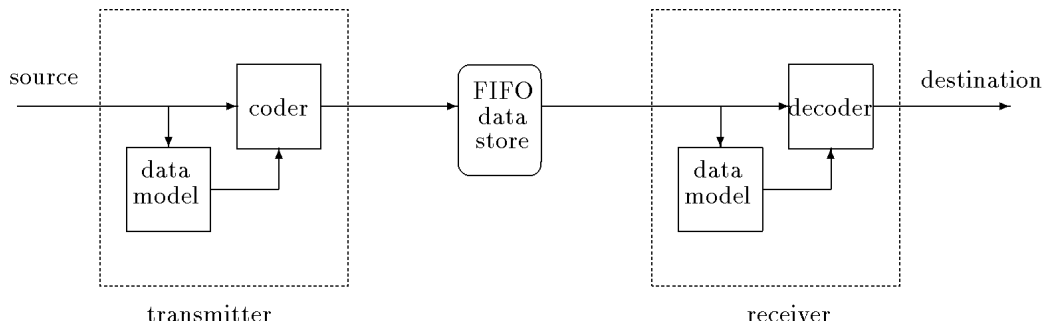 source
coder
data
model
transmitter
FIFO
data
store
decoder
data
model
receiver
destination